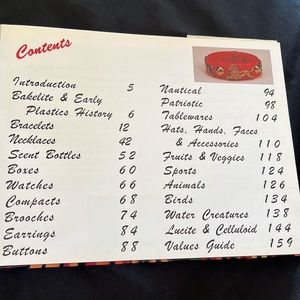 Contents
Introduction 5
Bakelite & Early
Plastics History 6
Bracelets 12
Necklaces 42
Scent Bottles 52
Boxes 60
Watches 66
Compacts 68
Brooches 74
Earrings 84
Buttons 88
Nautical 94
Patriotic 98
Tablewares 104
Hats, Hands, Faces
& Accessories 110
Fruits & Veggies 118
Sports 124
Animals 126
Birds 134
Water Creatures 138
Lucite & Celluloid 144
Values Guide 159